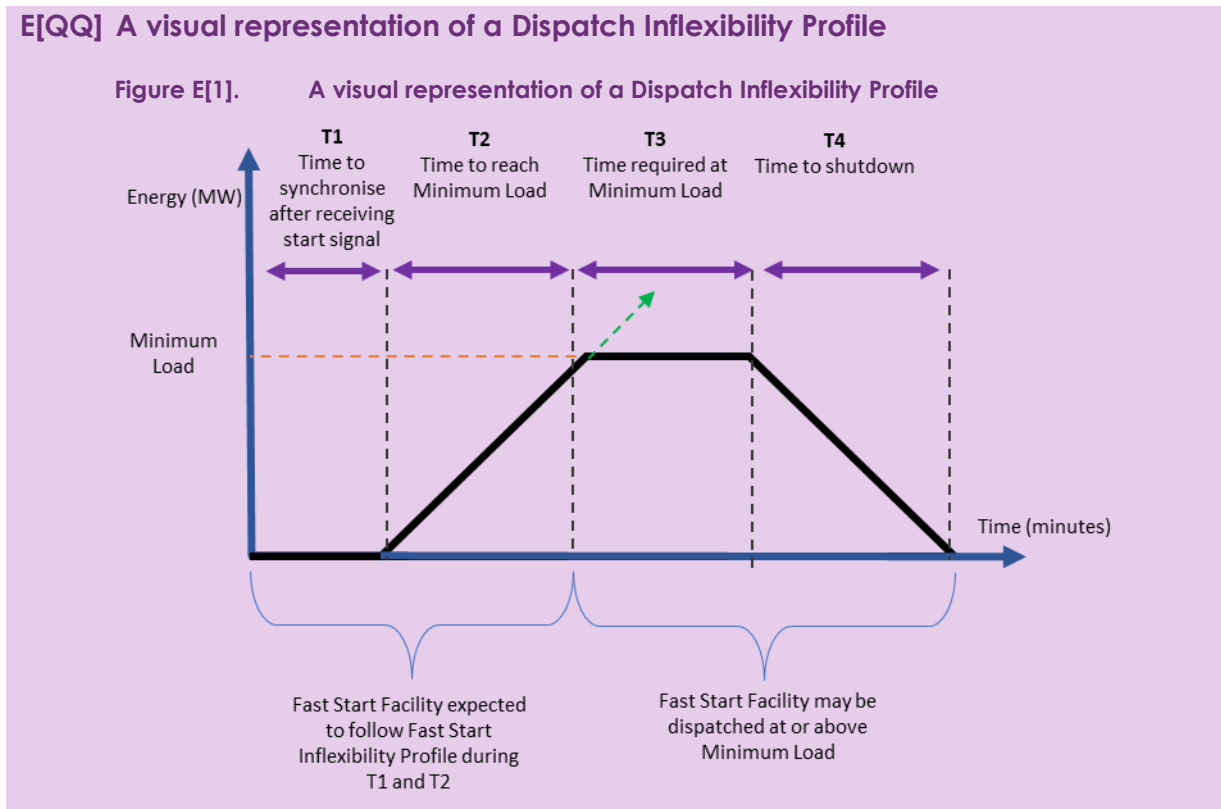 E[QQ] A visual representation of a Dispatch Inflexibility Profile
Figure E[1]. A visual representation of a Dispatch Inflexibility Profile
T1
Time to
synchronise
after receiving
start signal
T2
Time to reach
Minimum Load
T3
Time required at
Minimum Load
T4
Time to shutdown
Energy (MW)
Minimum
Load
Time (minutes)
Fast Start Facility expected
to follow Fast Start
Inflexibility Profile during
T1 and T2
Fast Start Facility may be
dispatched at or above
Minimum Load